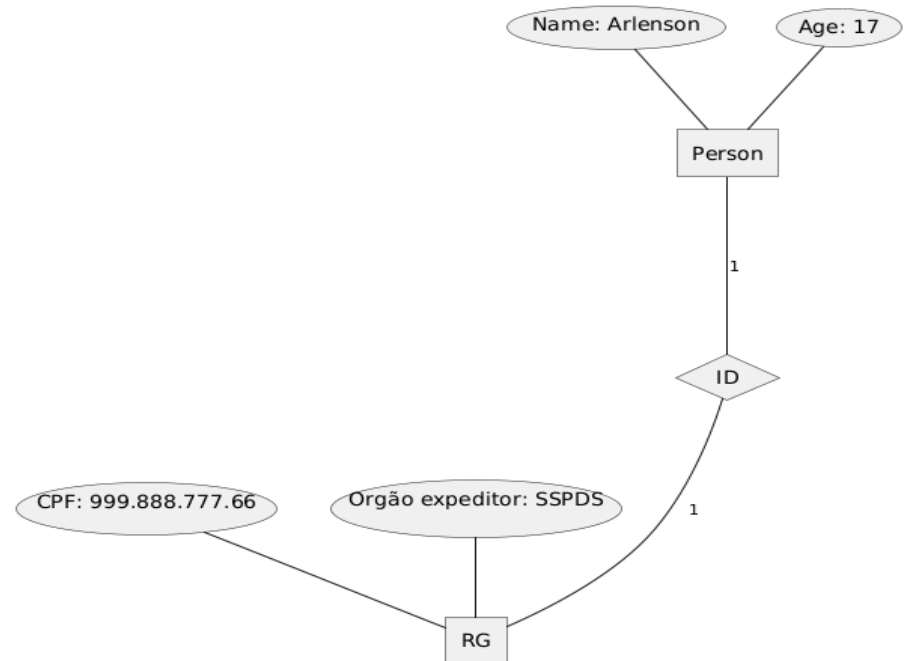 Name: Arlenson
Age: 17
Person
1
ID
CPF: 999.888.777.66
Orgão expeditor: SSPDS
1
RG